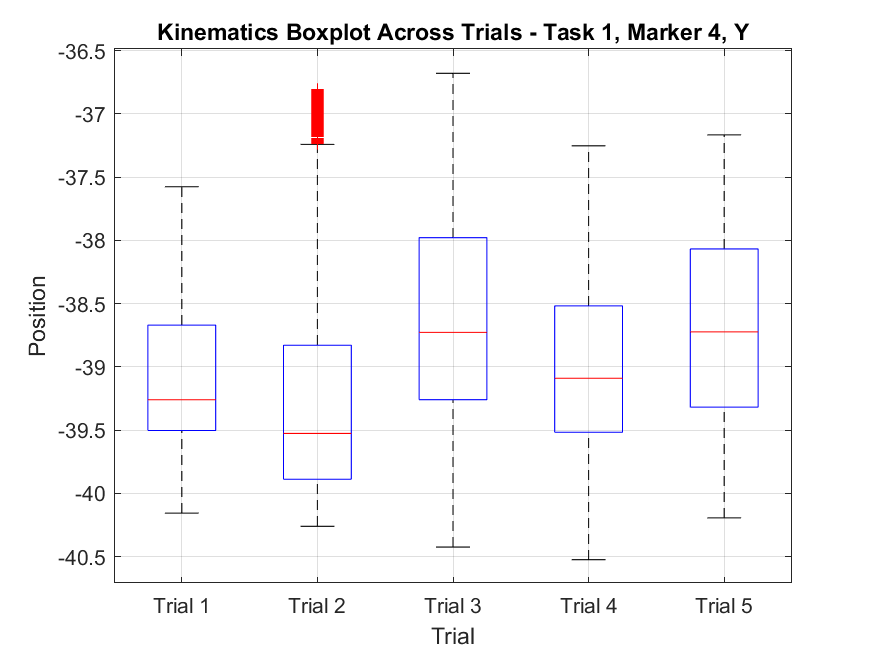 Kinematics Boxplot Across Trials - Task 1, Marker 4, Y
-36.5
-37
-37.5
-38
-38.5
-39
-39.5
-40
-40.5
Position
Trial 1 Trial 2 Trial 3 Trial 4 Trial 5
Trial